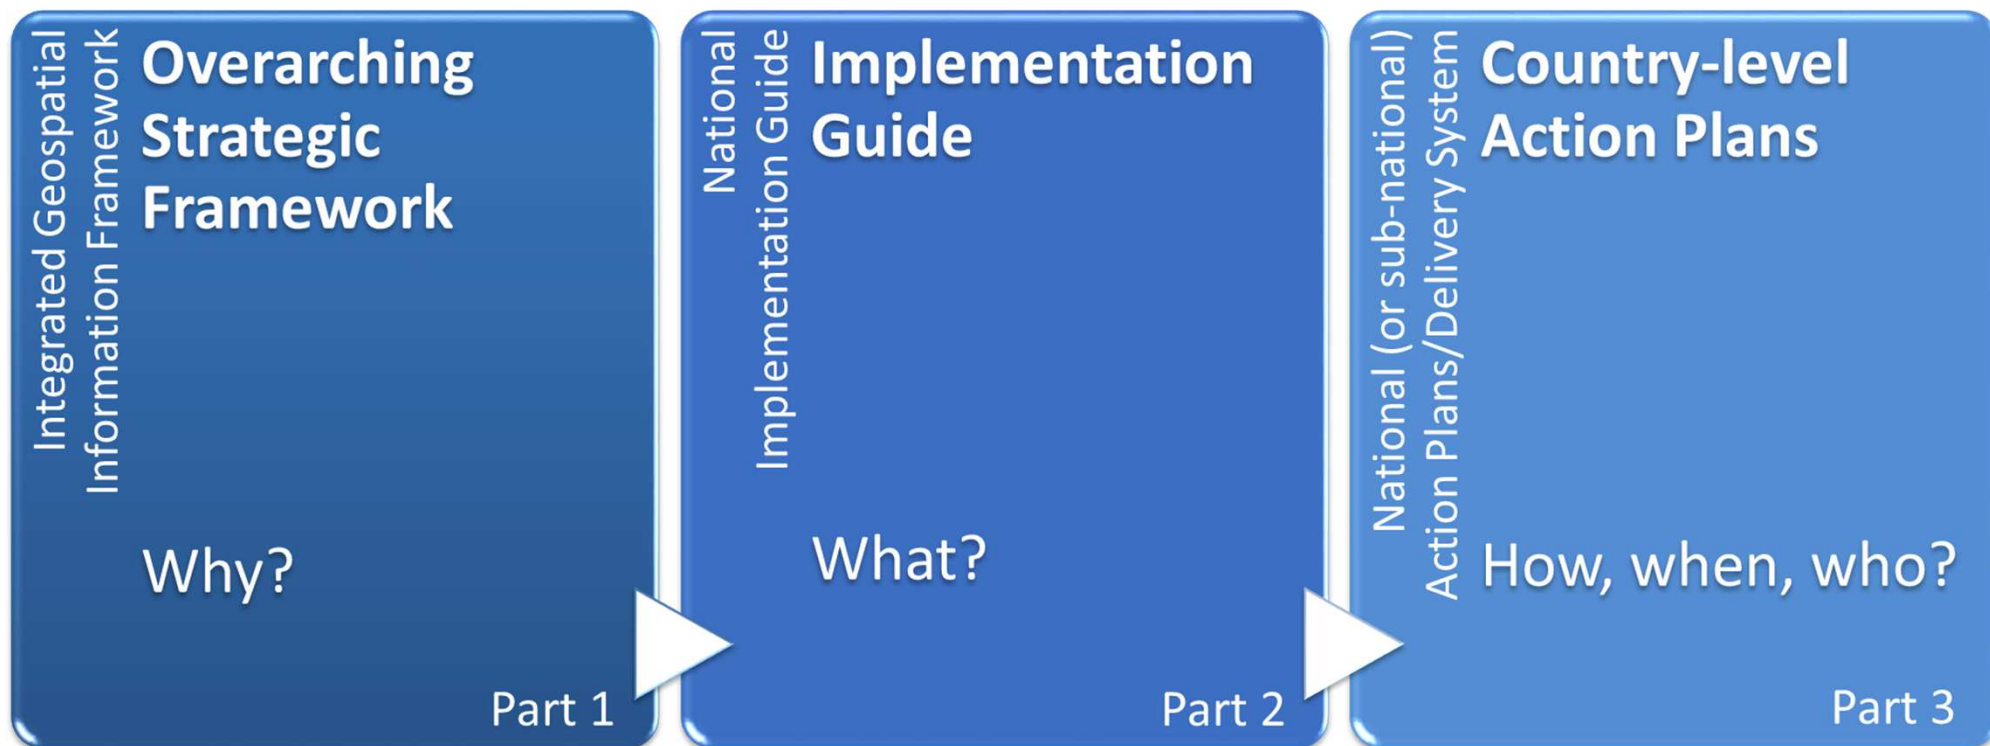 Integrated Geospatial
Information Framework
Overarching
Strategic
Framework
Why?
Part 1
National
Implementation Guide
Implementation
Guide
What?
Part 2
National (or sub-national)
Action Plans/Delivery System
Country-level
Action Plans
How, when, who?
Part 3